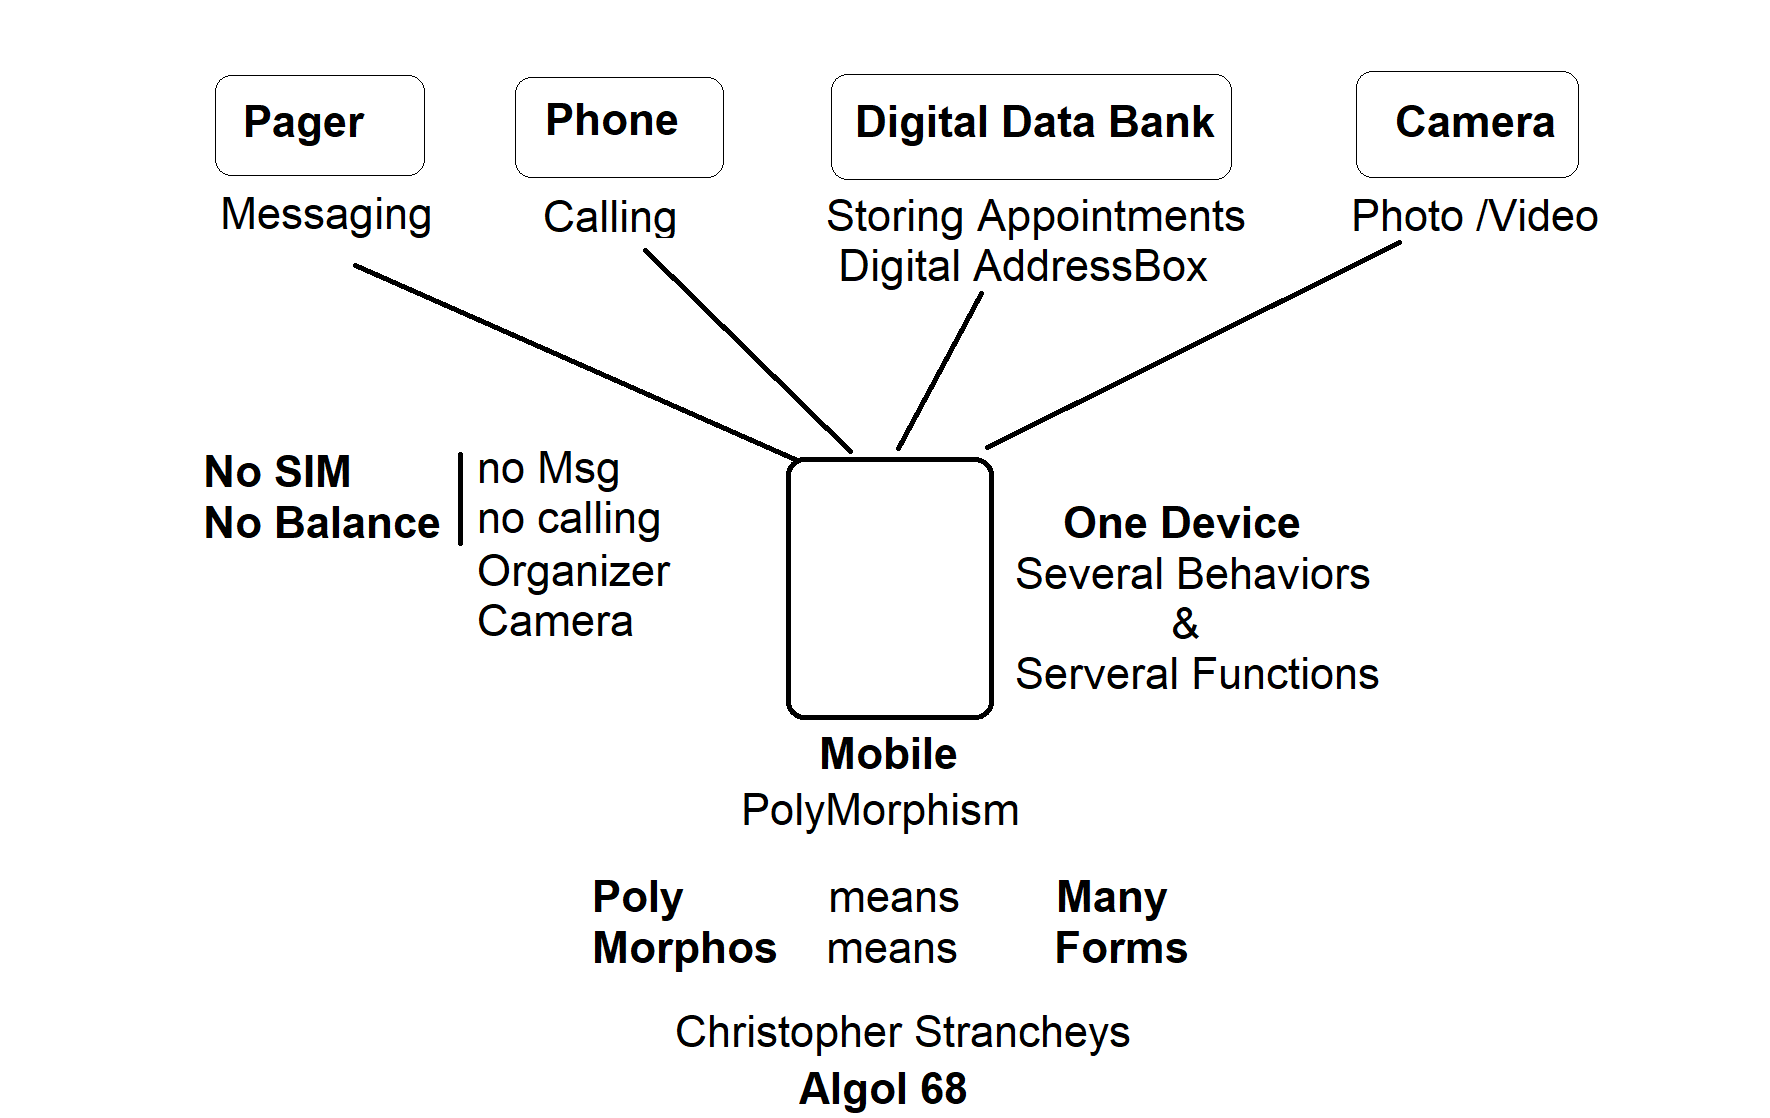 Pager
Phone
Digital Data Bank
Camera
Messaging
Calling
Storing Appointments
Digital AddressBox
Photo /Video
No SIM
No Balance
no Msg
no calling
Organizer
Camera
One Device
Several Behaviors
&
Serveral Functions
Mobile
PolyMorphism
Poly means Many
Morphos means Forms
Christopher Strancheys
Algol 68